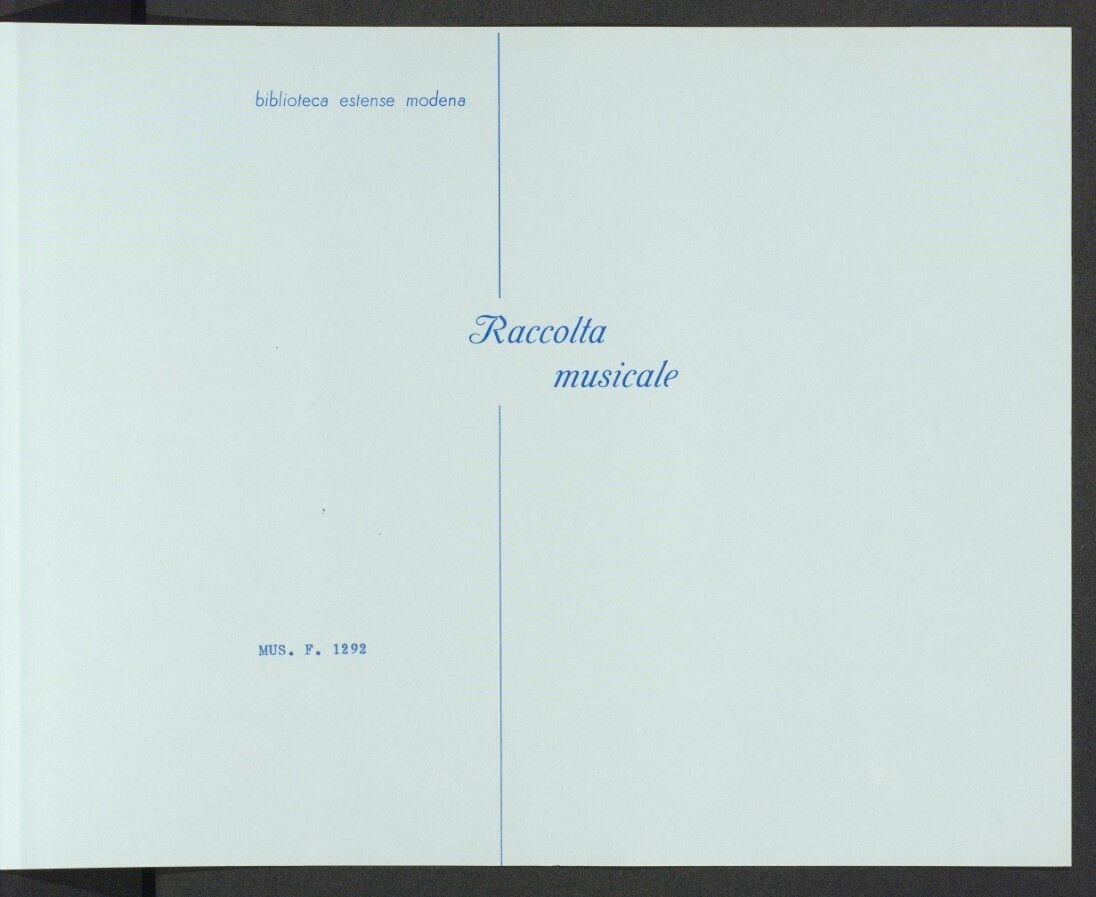 biblioteca estense modena
Raccolta
musicale
MUS. F. 1292